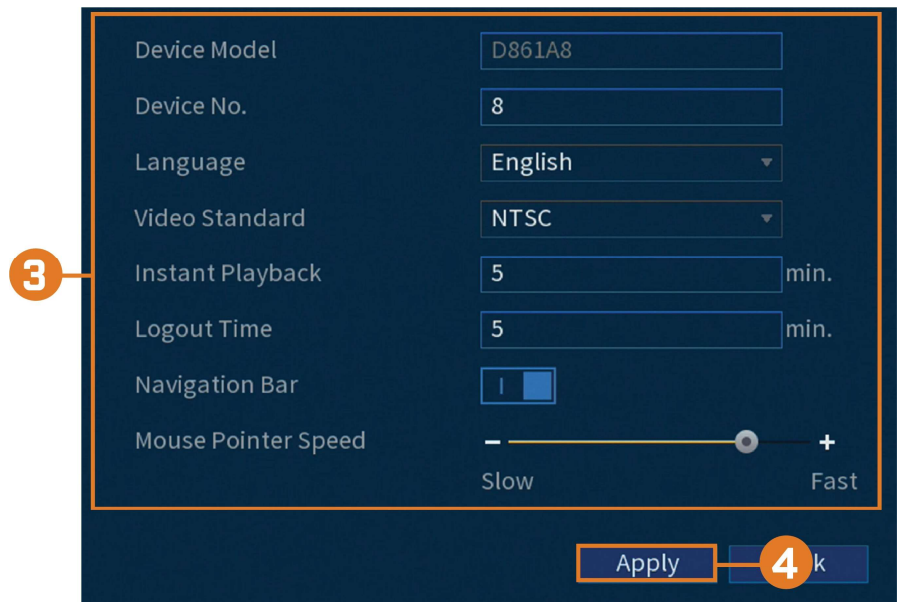 Device Model D861A8
Device No. 8
Language English
Video Standard NTSC
3
Instant Playback 5 min.
Logout Time 5 min.
Navigation Bar
Mouse Pointer Speed - +
Slow Fast
Apply 4 k